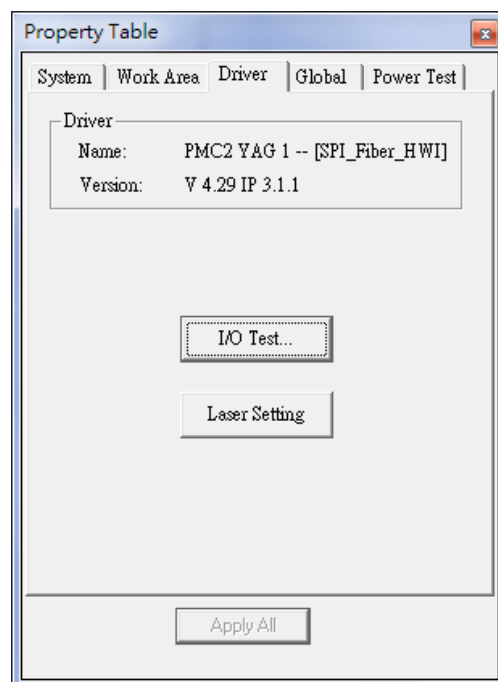 Property Table
System Work Area Driver Global Power Test
Driver
Name: PMC2 YAG 1 -- [SPI_Fiber_HWI]
Version: V 4.29 IP 3.1.1
I/O Test...
Laser Setting
Apply All